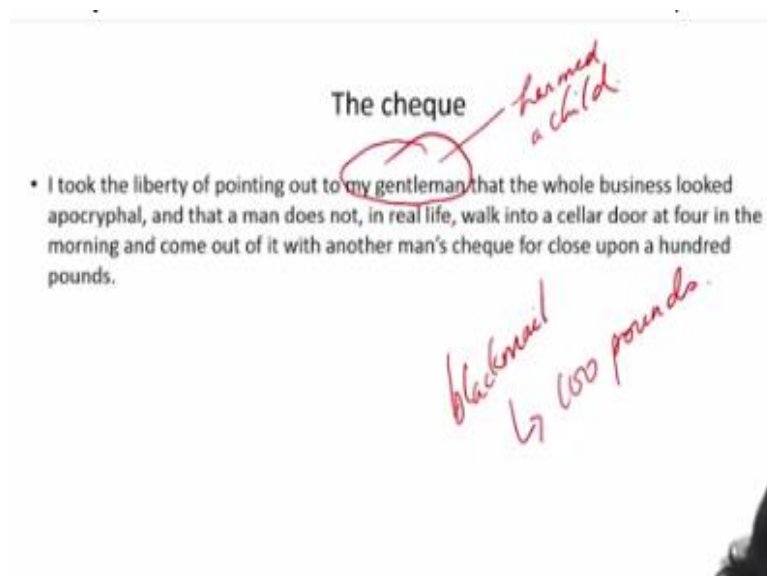 The cheque
harmed
a child.
• I took the liberty of pointing out to my gentleman that the whole business looked
apocryphal, and that a man does not, in real life, walk into a cellar door at four in the
morning and come out of it with another man's cheque for close upon a hundred
pounds.
blackmail
↳ 100 pounds.